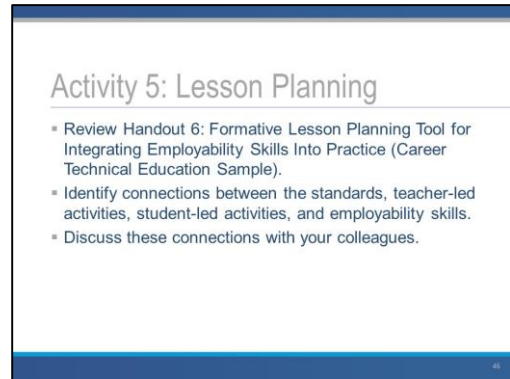 Activity 5: Lesson Planning
▪ Review Handout 6: Formative Lesson Planning Tool for
Integrating Employability Skills Into Practice (Career
Technical Education Sample).
▪ Identify connections between the standards, teacher-led
activities, student-led activities, and employability skills.
▪ Discuss these connections with your colleagues.